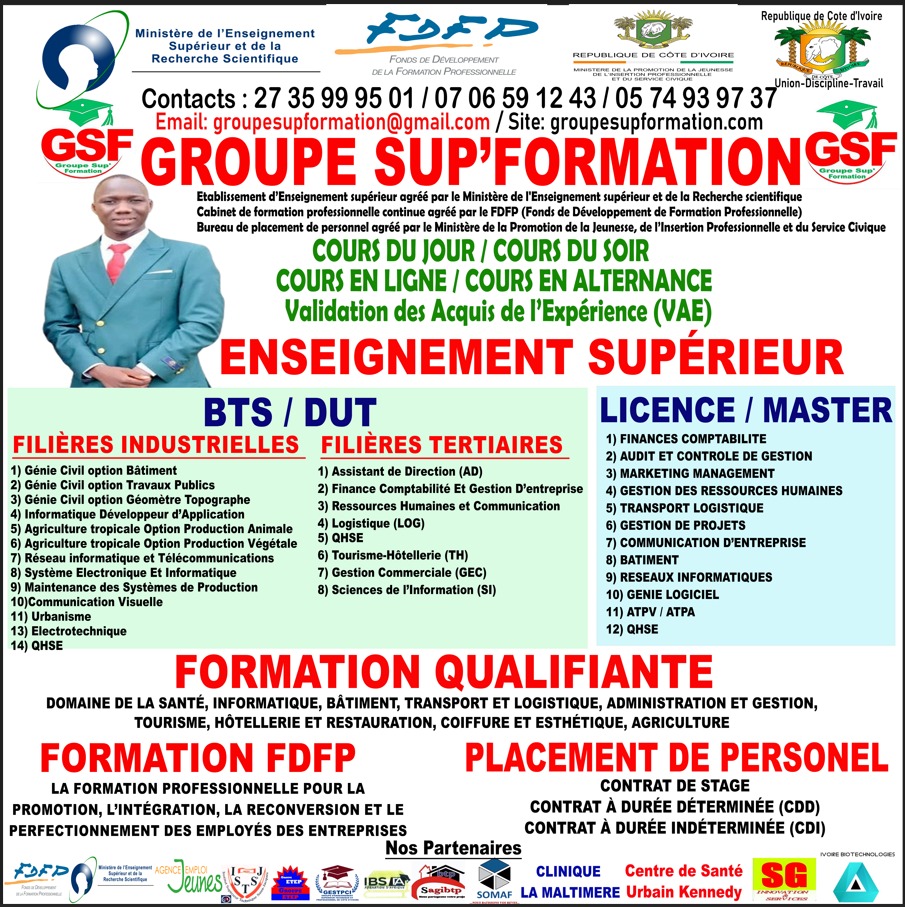 Ministère de l'Enseignement
Supérieur et de la
Recherche Scientifique
FDFP
FONDS DE DÉVELOPPEMENT
DE LA FORMATION PROFESSIONNELLE
REPUBLIQUE DE CÔTE D'IVOIRE
MINISTERE DE LA PROMOTION DE LA JEUNESSE,
DE L'INSERTION PROFESSIONNELLE
ET DU SERVICE CIVIQUE
Republique de Cote d'Ivoire
Union-Discipline-Travail
Contacts : 27 35 99 95 01 / 07 06 59 12 43 / 05 74 93 97 37
Email: groupesupformation@gmail.com / Site: groupesupformation.com
GSF
Groupe Sup'
Formation
GROUPE SUP'FORMATION
GSF
Groupe Sup'
Formation
Etablissement d'Enseignement supérieur agréé par le Ministère de l'Enseignement supérieur et de la Recherche scientifique
Cabinet de formation professionnelle continue agréé par le FDFP (Fonds de Développement de Formation Professionnelle)
Bureau de placement de personnel agréé par le Ministère de la Promotion de la Jeunesse, de l'Insertion Professionelle et du Service Civique
COURS DU JOUR / COURS DU SOIR
COURS EN LIGNE / COURS EN ALTERNANCE
Validation des Acquis de l'Expérience (VAE)
ENSEIGNEMENT SUPÉRIEUR
BTS / DUT
FILIÈRES INDUSTRIELLES
1) Génie Civil option Bâtiment
2) Génie Civil option Travaux Publics
3) Génie Civil option Géomètre Topographe
4) Informatique Développeur d'Application
5) Agriculture tropicale Option Production Animale
6) Agriculture tropicale Option Production Végétale
7) Réseau informatique et Télécommunications
8) Système Electronique Et Informatique
9) Maintenance des Systèmes de Production
10)Communication Visuelle
11) Urbanisme
13) Electrotechnique
14) QHSE
FILIÈRES TERTIAIRES
1) Assistant de Direction (AD)
2) Finance Comptabilité Et Gestion D'entreprise
3) Ressources Humaines et Communication
4) Logistique (LOG)
5) QHSE
6) Tourisme-Hôtellerie (TH)
7) Gestion Commerciale (GEC)
8) Sciences de l'Information (SI)
LICENCE / MASTER
1) FINANCES COMPTABILITE
2) AUDIT ET CONTROLE DE GESTION
3) MARKETING MANAGEMENT
4) GESTION DES RESSOURCES HUMAINES
5) TRANSPORT LOGISTIQUE
6) GESTION DE PROJETS
7) COMMUNICATION D'ENTREPRISE
8) BATIMENT
9) RESEAUX INFORMATIQUES
10) GENIE LOGICIEL
11) ATPV / ATPA
12) QHSE
FORMATION QUALIFIANTE
DOMAINE DE LA SANTÉ, INFORMATIQUE, BÂTIMENT, TRANSPORT ET LOGISTIQUE, ADMINISTRATION ET GESTION,
TOURISME, HÔTELLERIE ET RESTAURATION, COIFFURE ET ESTHÉTIQUE, AGRICULTURE
FORMATION FDFP
LA FORMATION PROFESSIONNELLE POUR LA
PROMOTION, L'INTÉGRATION, LA RECONVERSION ET LE
PERFECTIONNEMENT DES EMPLOYÉS DES ENTREPRISES
PLACEMENT DE PERSONEL
CONTRAT DE STAGE
CONTRAT À DURÉE DÉTERMINÉE (CDD)
CONTRAT À DURÉE INDÉTERMINÉE (CDI)
Nos Partenaires
FDFP
Ministère de l'Enseignement
Supérieur et de la
Recherche Scientifique
AGENCE EMPLOI
Jeunes
STS
GESTPCI
IBS
Sagibtp
SOMAF
CLINIQUE
LA MALTIMERE
Centre de Santé
Urbain Kennedy
SG
INNOVATION
SERVICES
IVOIRE BIOTECHNOLOGIES